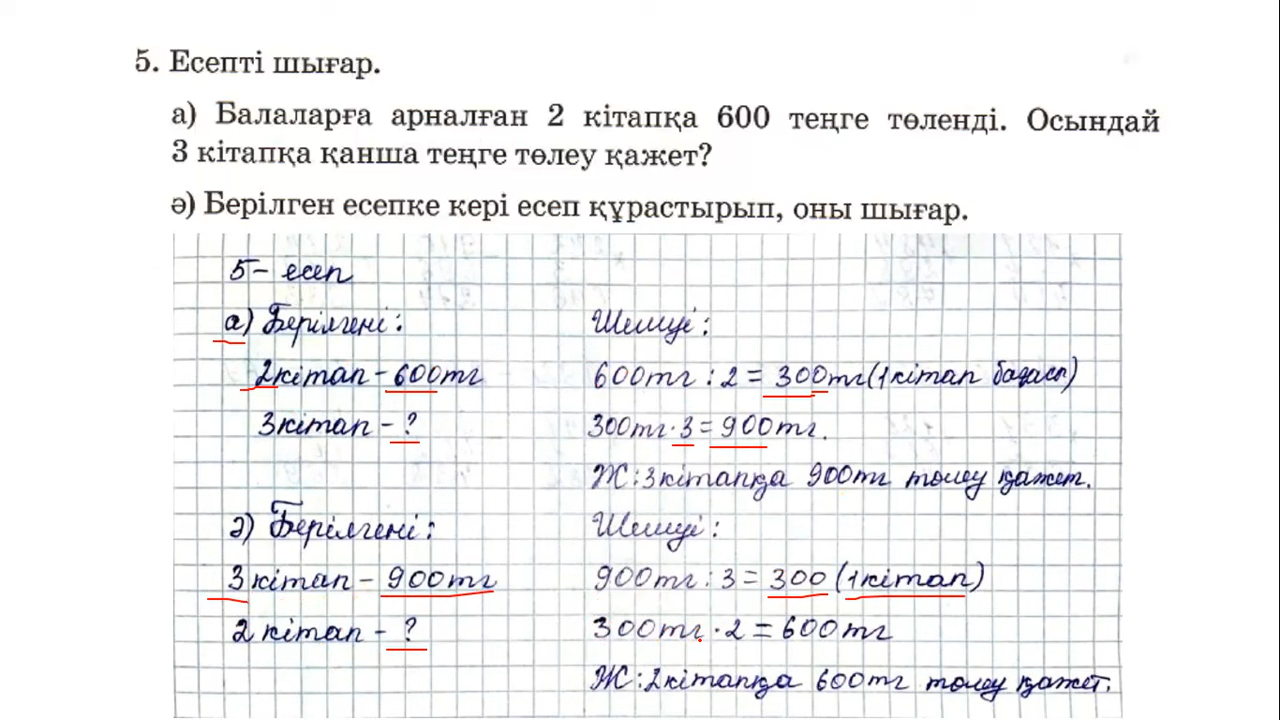 5. Есепті шығар.
а) Балаларға арналған 2 кітапқа 600 теңге төленді. Осындай
3 кітапқа қанша теңге төлеу қажет?
ә) Берілген есепке кері есеп құрастырып, оны шығар.
5- есеп
а) Берілгені:
Шешуі:
2кітап - 600тг
600тг : 2 = 300тг(1кітап бағасы)
3кітап - ?
300тг·3 = 900тг.
Ж:3кітапқа 900тг төлеу қажет.
ә) Берілгені:
Шешуі:
3кітап - 900тг
900тг : 3 = 300 (1кітап)
2 кітап - ?
300тг · 2 = 600тг
Ж:2кітапқа 600тг төлеу қажет.